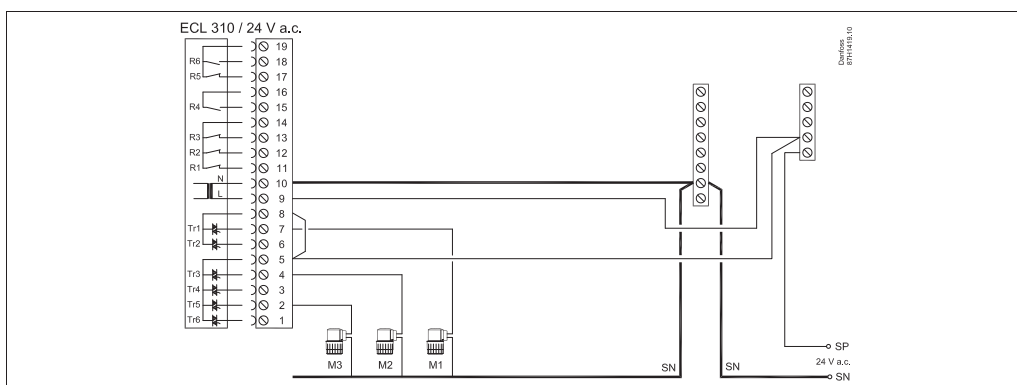 ECL 310 / 24 V a.c.
Danfoss
87H1419.10
19
R6 18
R5 17
16
R4 15
14
R3 13
R2 12
R1 11
N 10
L 9
8
Tr1 7
Tr2 6
5
Tr3 4
Tr4 3
Tr5 2
Tr6 1
M3 M2 M1
SN SN
SP
24 V a.c.
SN